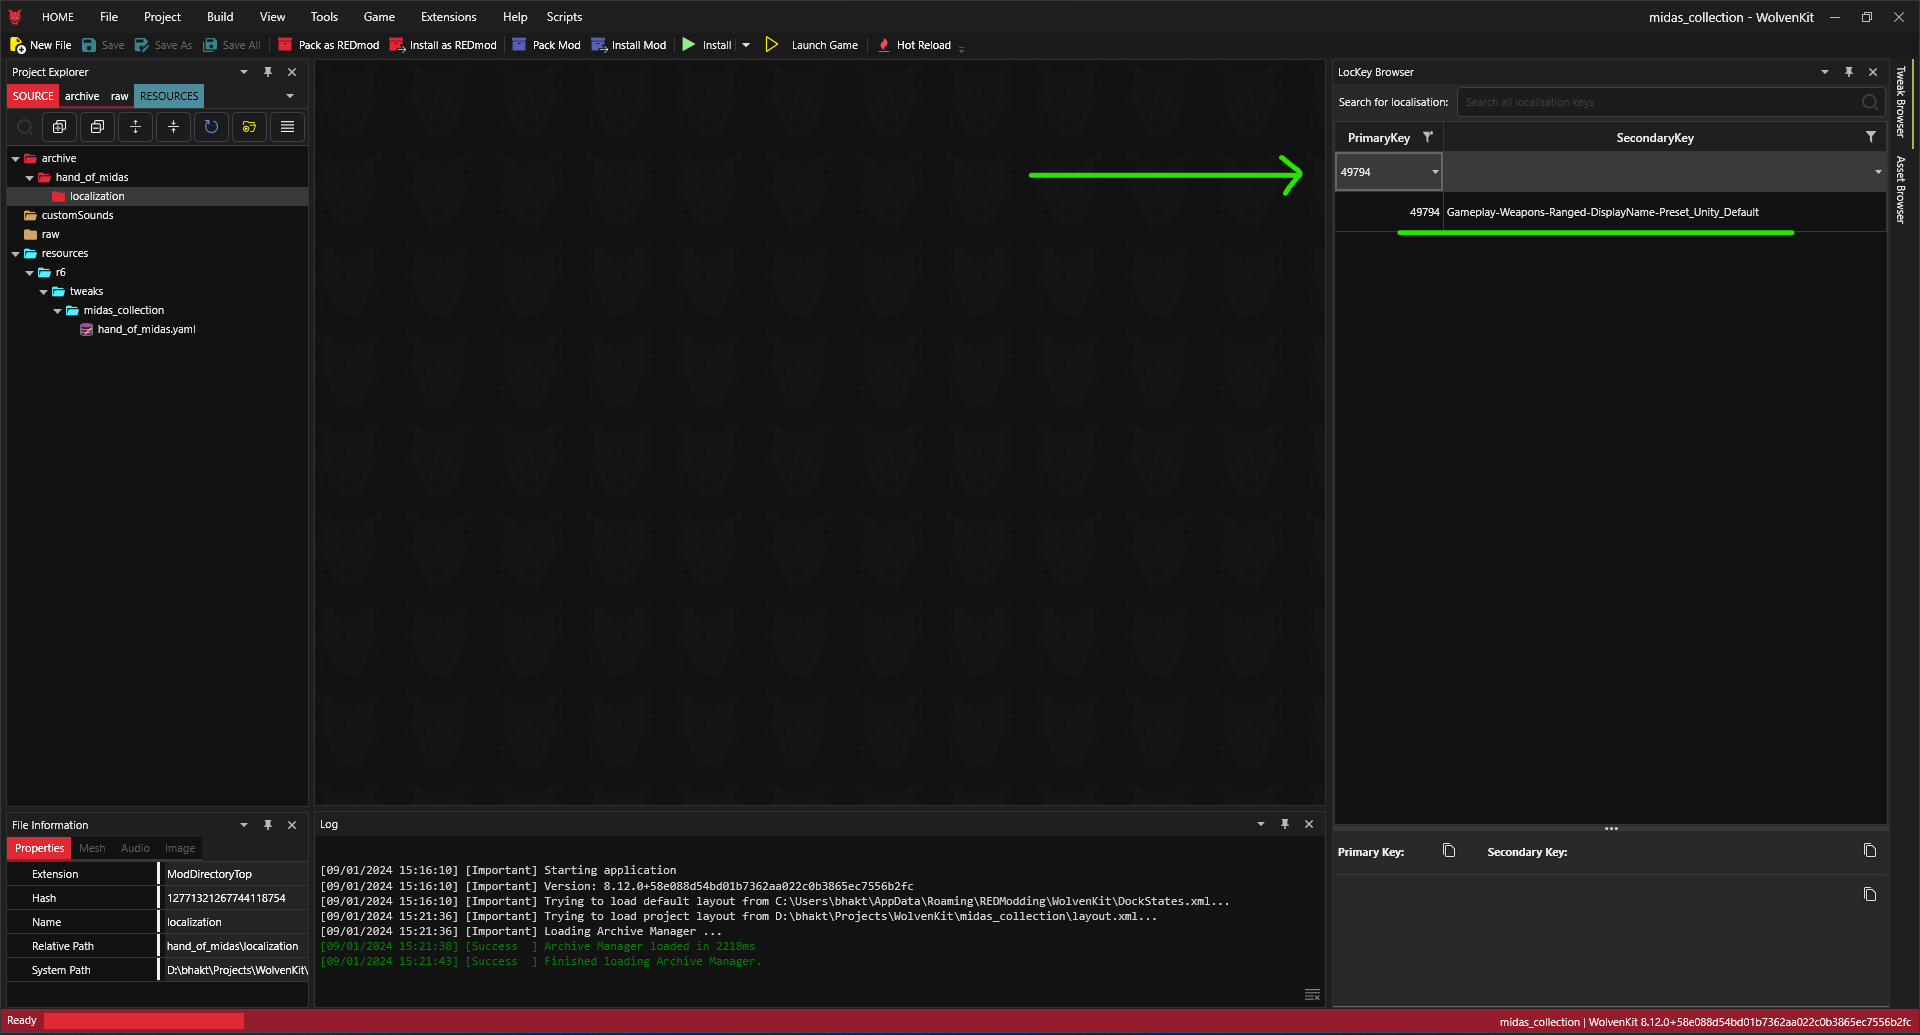 HOME File Project Build View Tools Game Extensions Help Scripts midas_collection - WolvenKit
New File Save Save As Save All Pack as REDmod Install as REDmod Pack Mod Install Mod Install Launch Game Hot Reload
Project Explorer
SOURCE archive raw RESOURCES
archive
hand_of_midas
localization
customSounds
raw
resources
r6
tweaks
midas_collection
hand_of_midas.yaml
LocKey Browser
Search for localisation: Search all localisation keys
PrimaryKey SecondaryKey
49794
49794 Gameplay-Weapons-Ranged-DisplayName-Preset_Unity_Default
Primary Key: Secondary Key:
Tweak Browser
Asset Browser
File Information
Properties Mesh Audio Image
Extension ModDirectoryTop
Hash 12771321267744118754
Name localization
Relative Path hand_of_midas\localization
System Path D:\bhakt\Projects\WolvenKit\
Log
[09/01/2024 15:16:10] [Important] Starting application
[09/01/2024 15:16:10] [Important] Version: 8.12.0+58e088d54bd01b7362aa022c0b3865ec7556b2fc
[09/01/2024 15:16:10] [Important] Trying to load default layout from C:\Users\bhakt\AppData\Roaming\REDModding\WolvenKit\DockStates.xml...
[09/01/2024 15:21:36] [Important] Trying to load project layout from D:\bhakt\Projects\WolvenKit\midas_collection\layout.xml...
[09/01/2024 15:21:36] [Important] Loading Archive Manager ...
[09/01/2024 15:21:38] [Success ] Archive Manager loaded in 2218ms
[09/01/2024 15:21:43] [Success ] Finished loading Archive Manager.
Ready midas_collection | WolvenKit 8.12.0+58e088d54bd01b7362aa022c0b3865ec7556b2fc